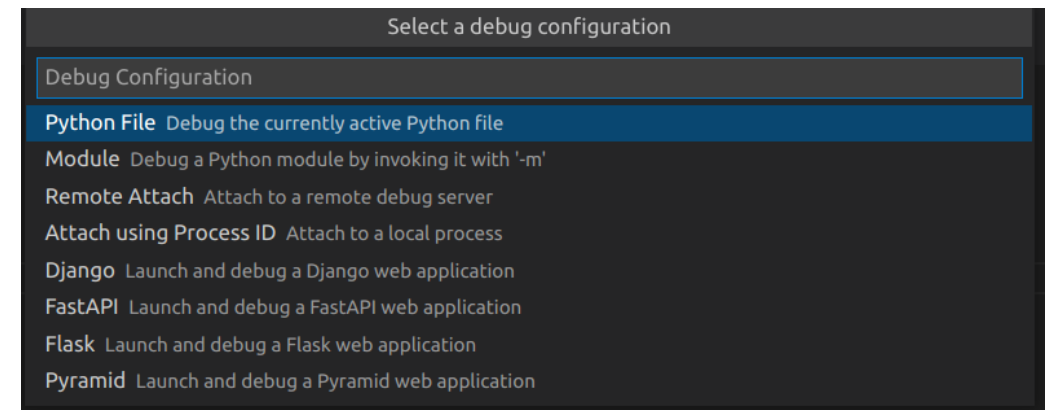 Select a debug configuration
Debug Configuration
Python File Debug the currently active Python file
Module Debug a Python module by invoking it with '-m'
Remote Attach Attach to a remote debug server
Attach using Process ID Attach to a local process
Django Launch and debug a Django web application
FastAPI Launch and debug a FastAPI web application
Flask Launch and debug a Flask web application
Pyramid Launch and debug a Pyramid web application